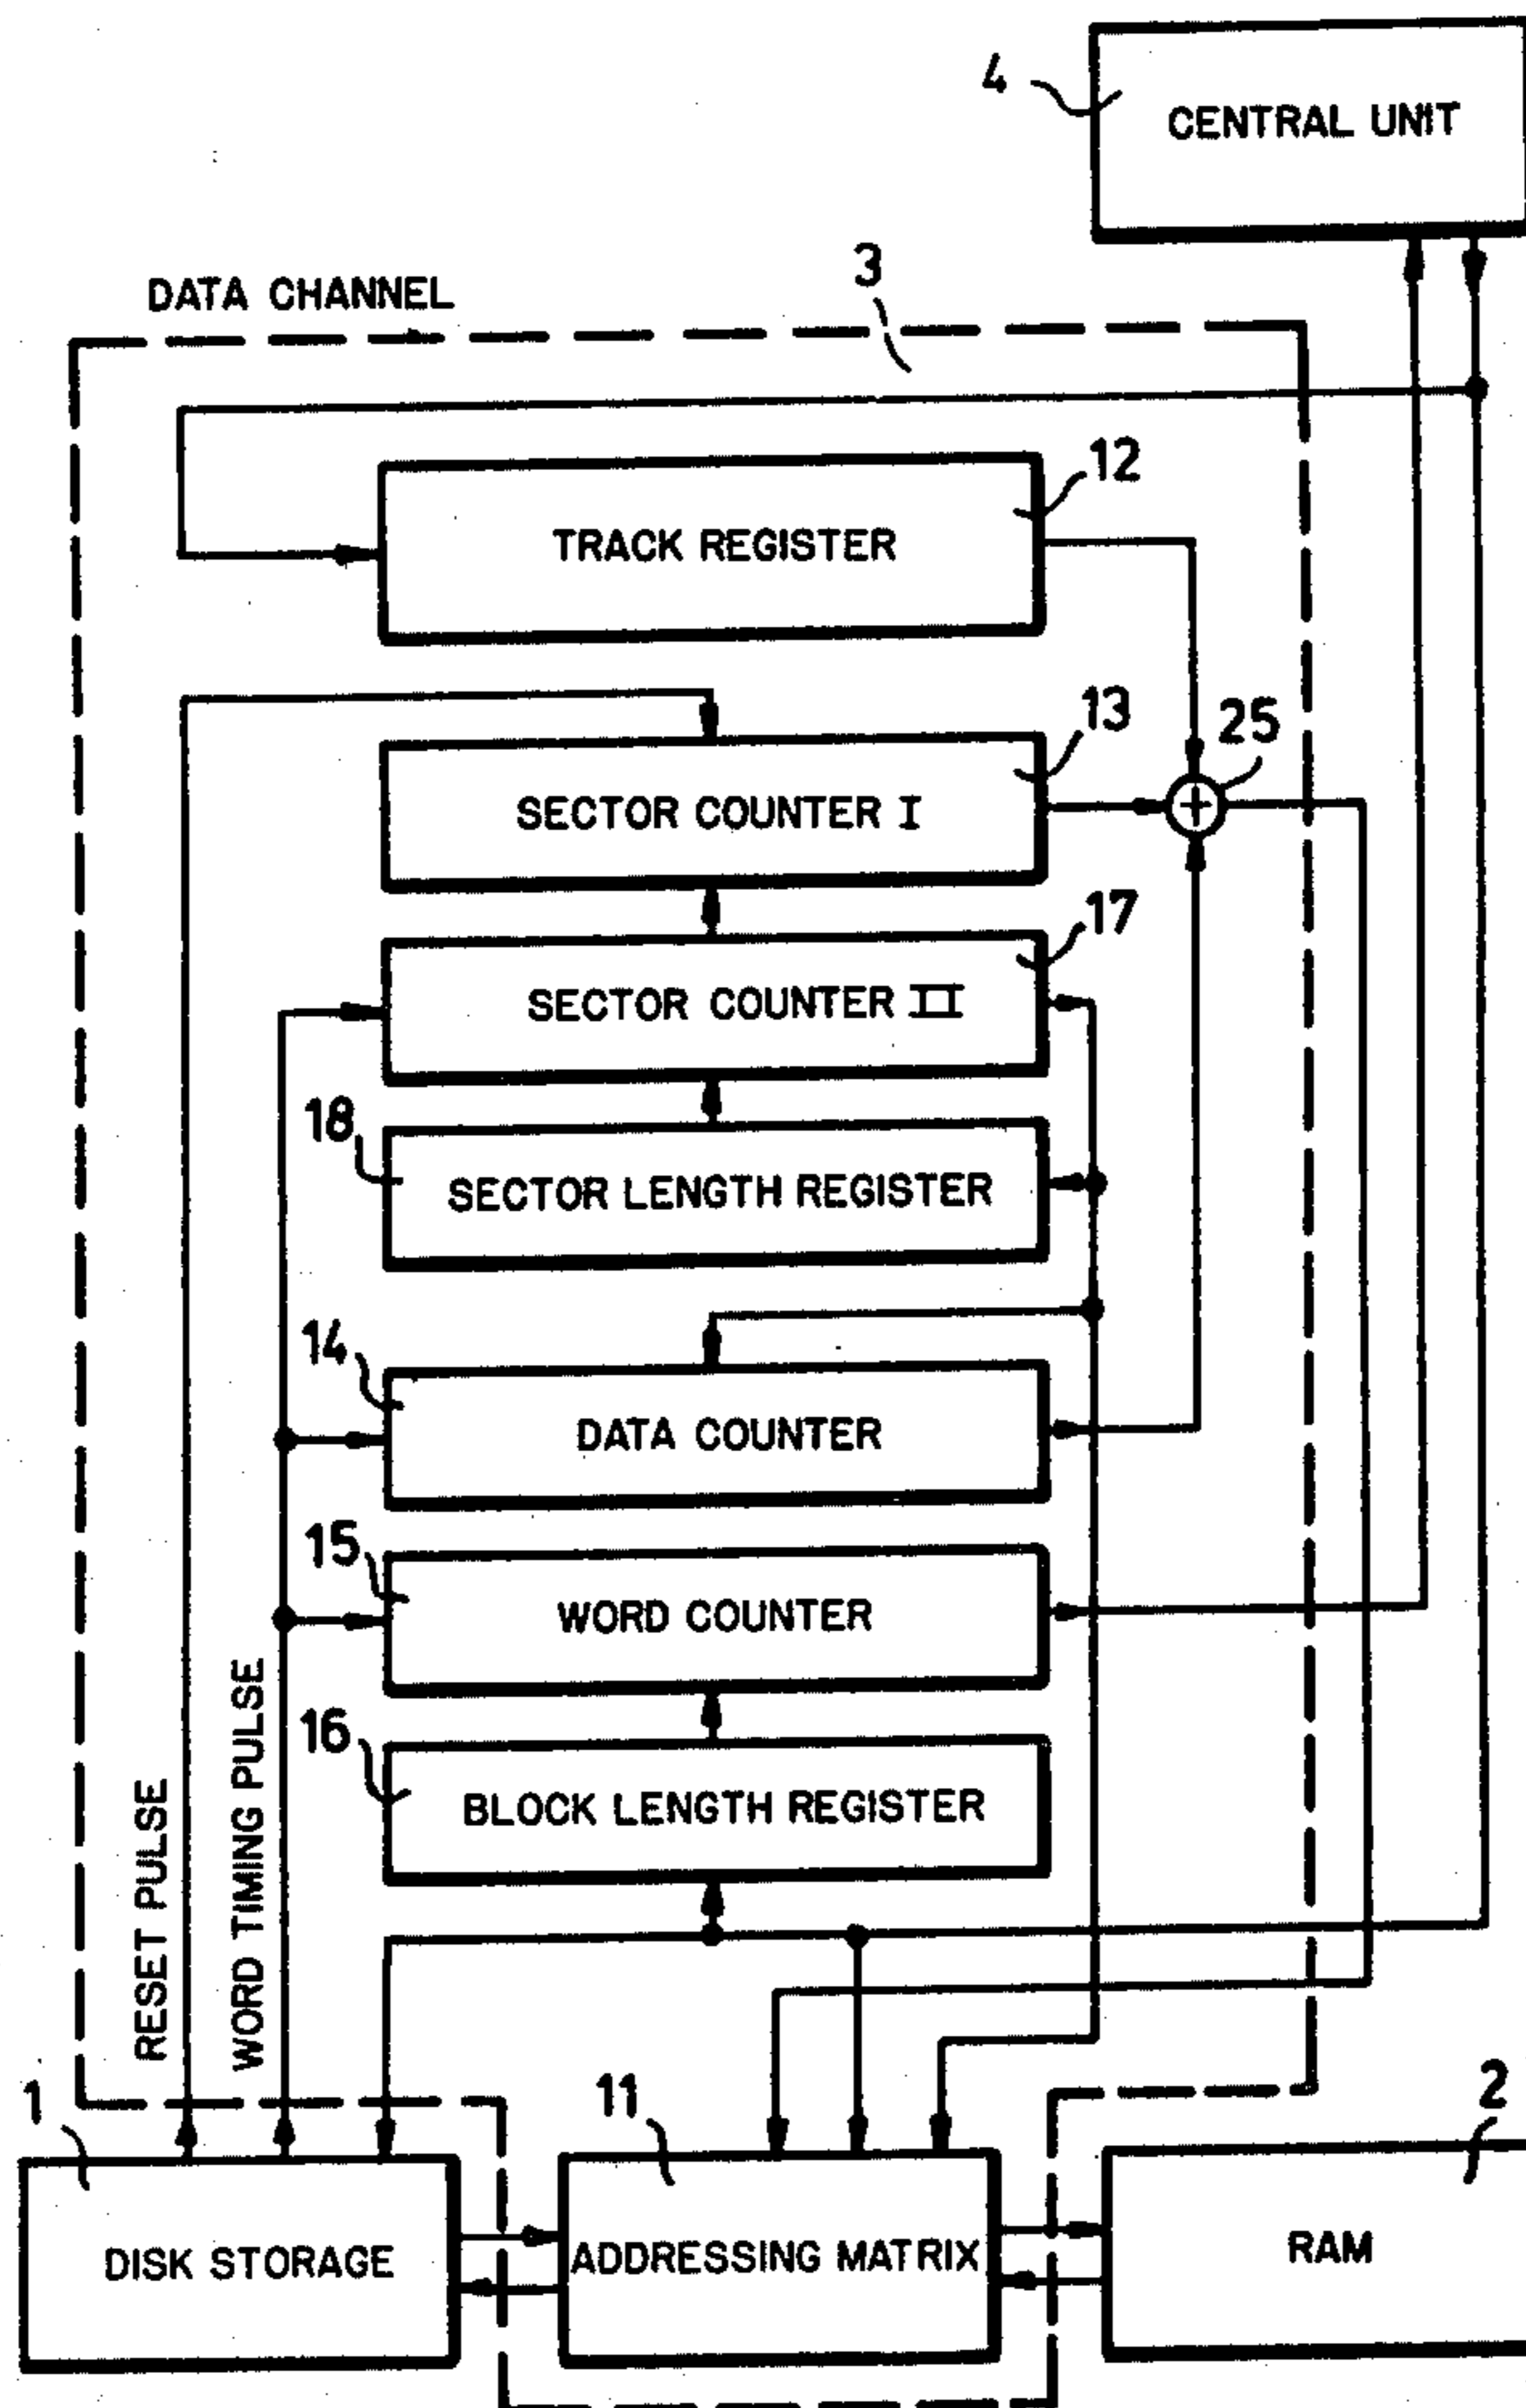 4
CENTRAL UNIT
3
DATA CHANNEL
12
TRACK REGISTER
13
25
SECTOR COUNTER I
17
SECTOR COUNTER II
18
SECTOR LENGTH REGISTER
14
DATA COUNTER
15
WORD COUNTER
16
BLOCK LENGTH REGISTER
RESET PULSE
WORD TIMING PULSE
1
11
2
DISK STORAGE
ADDRESSING MATRIX
RAM